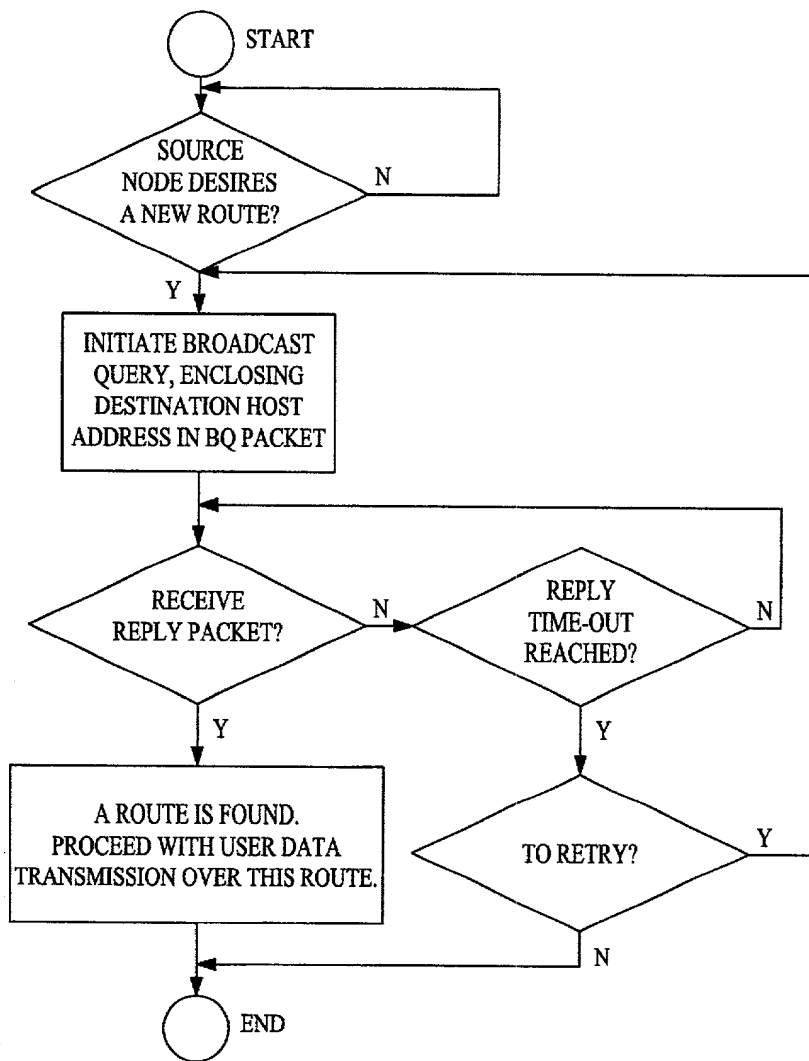 START
SOURCE
NODE DESIRES
A NEW ROUTE?
N
Y
INITIATE BROADCAST
QUERY, ENCLOSING
DESTINATION HOST
ADDRESS IN BQ PACKET
RECEIVE
REPLY PACKET?
N
REPLY
TIME-OUT
REACHED?
N
Y
Y
A ROUTE IS FOUND.
PROCEED WITH USER DATA
TRANSMISSION OVER THIS ROUTE.
TO RETRY?
Y
N
END